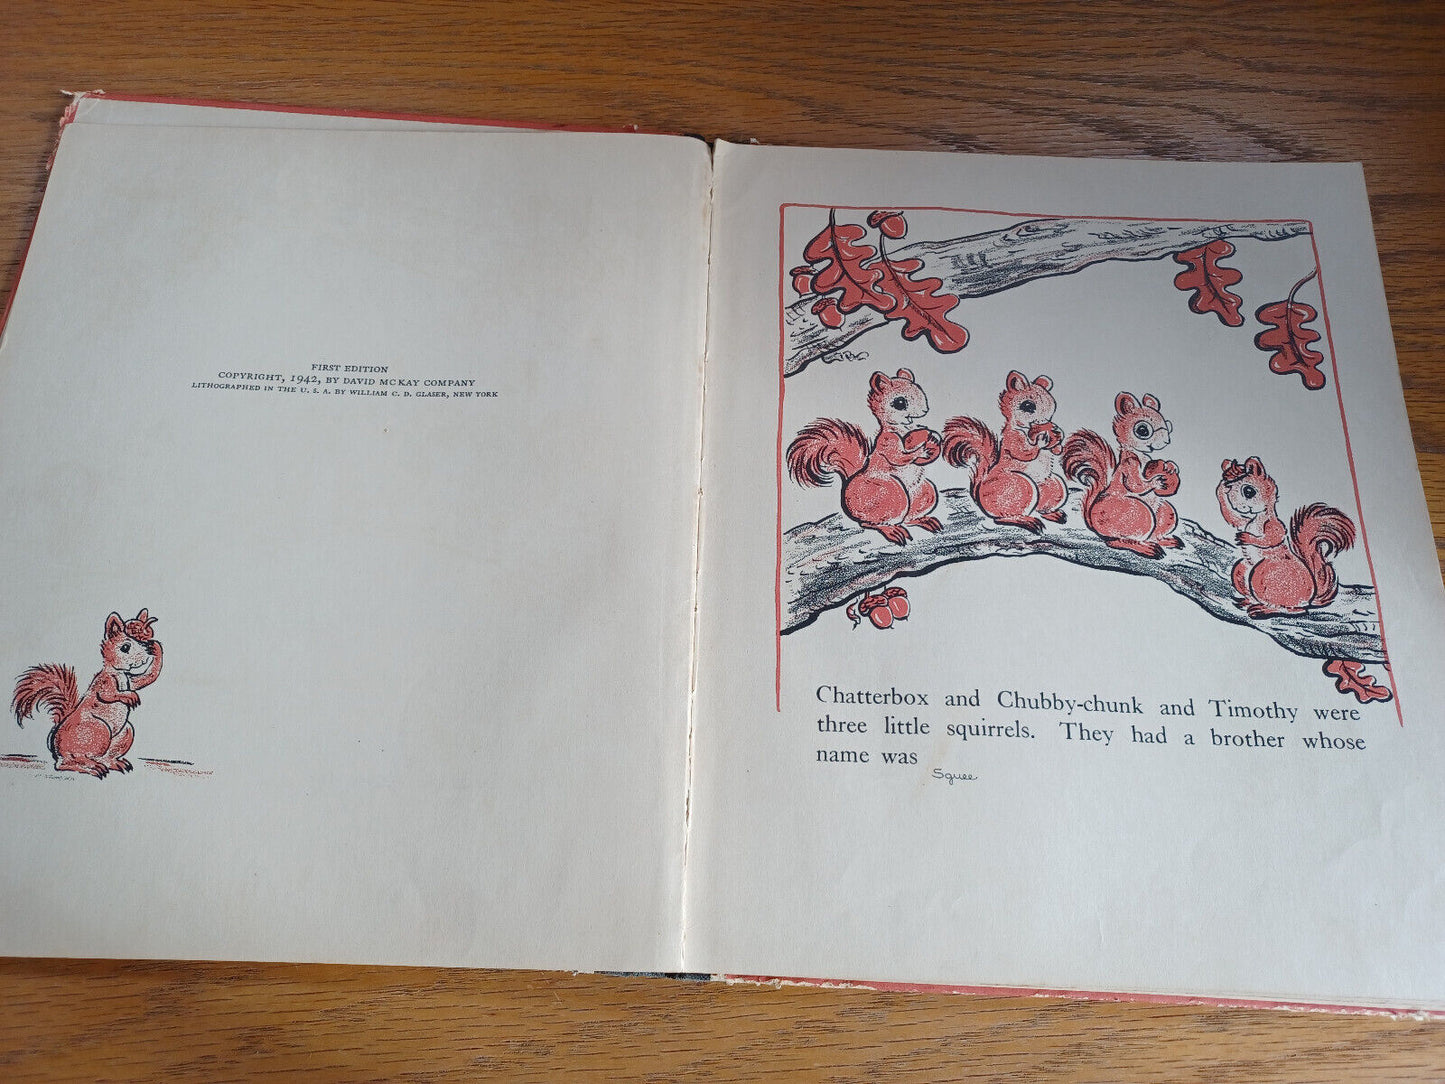 FIRST EDITION
COPYRIGHT, 1942, BY DAVID MCKAY COMPANY
LITHOGRAPHED IN THE U. S. A. BY WILLIAM C. D. GLASER, NEW YORK
Chatterbox and Chubby-chunk and Timothy were
three little squirrels. They had a brother whose
name was
Squee